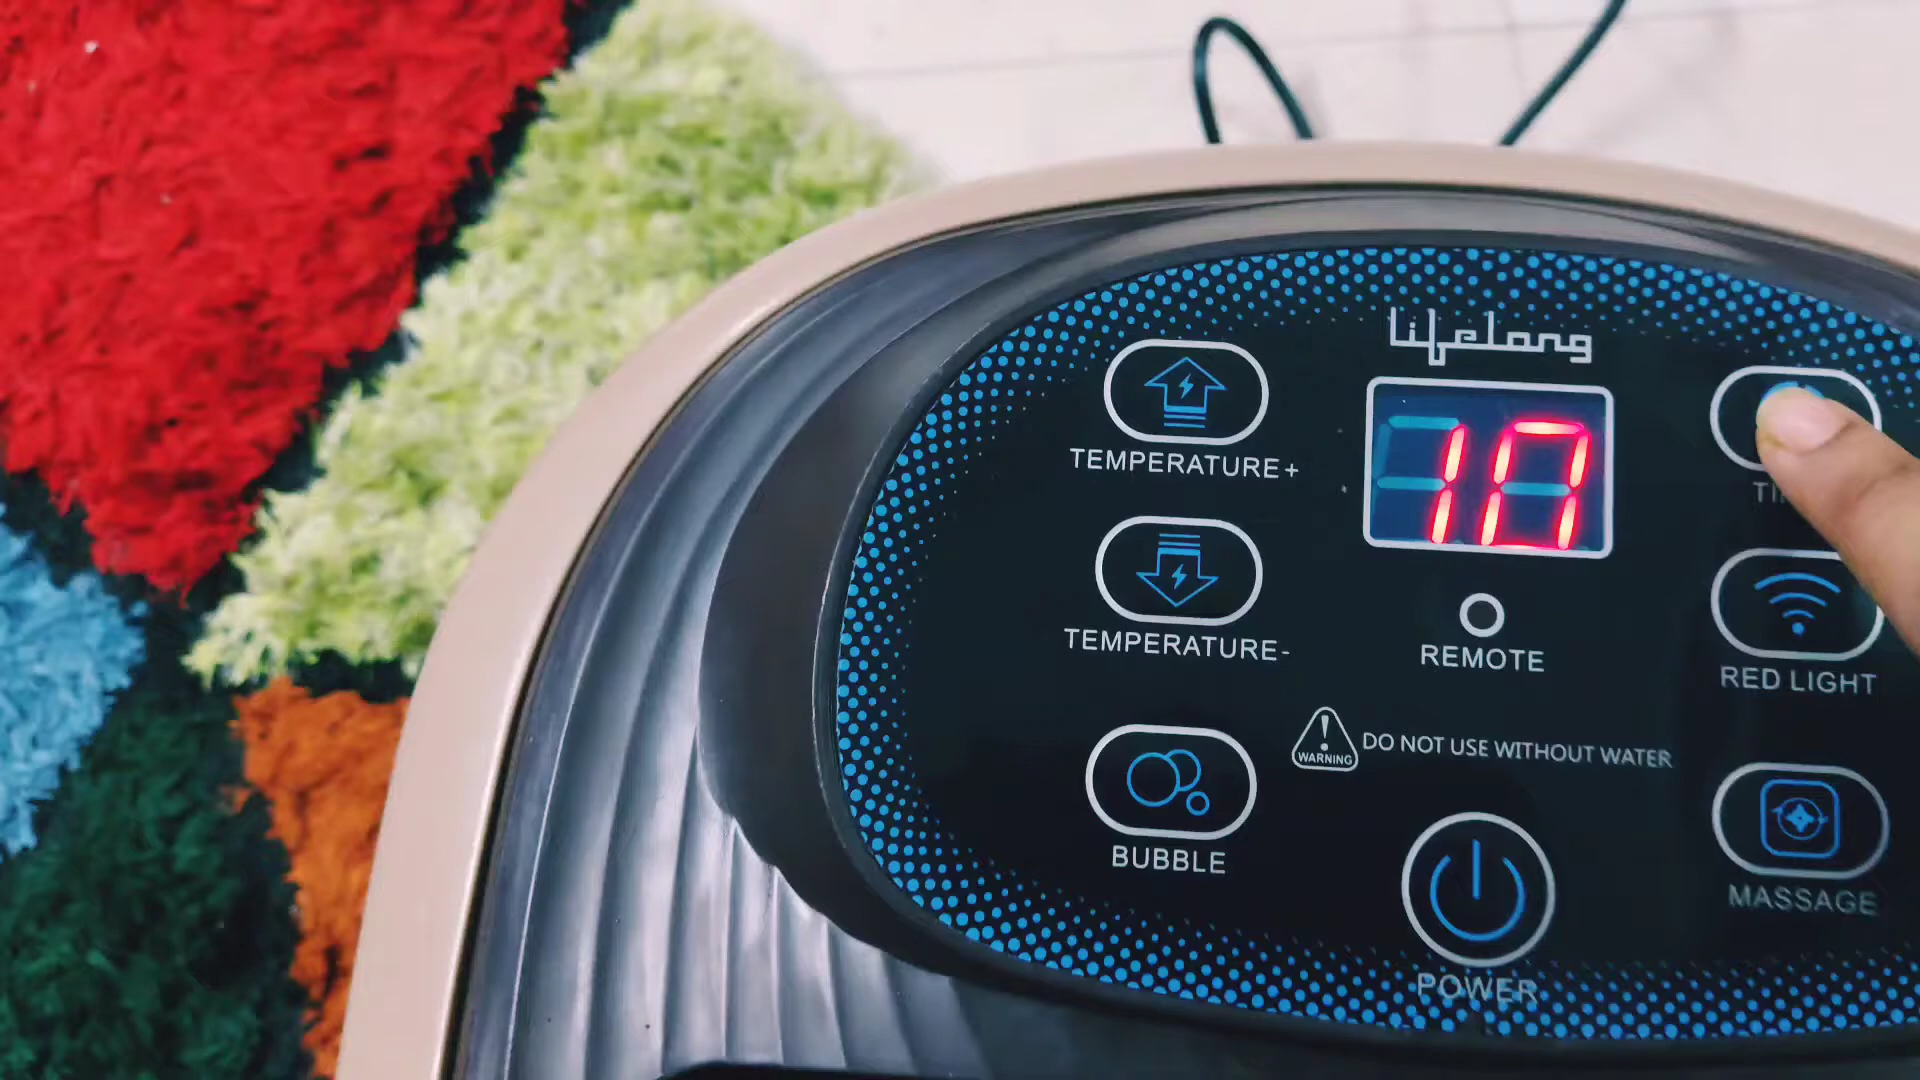 lifelong
TEMPERATURE+
10
TEMPERATURE-
REMOTE
RED LIGHT
WARNING
DO NOT USE WITHOUT WATER
BUBBLE
MASSAGE
POWER